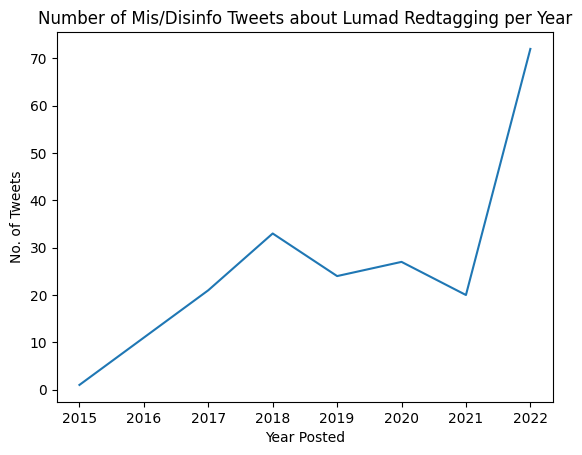 Number of Mis/Disinfo Tweets about Lumad Redtagging per Year
70
60
50
40
30
20
10
0
No. of Tweets
2015 2016 2017 2018 2019 2020 2021 2022
Year Posted